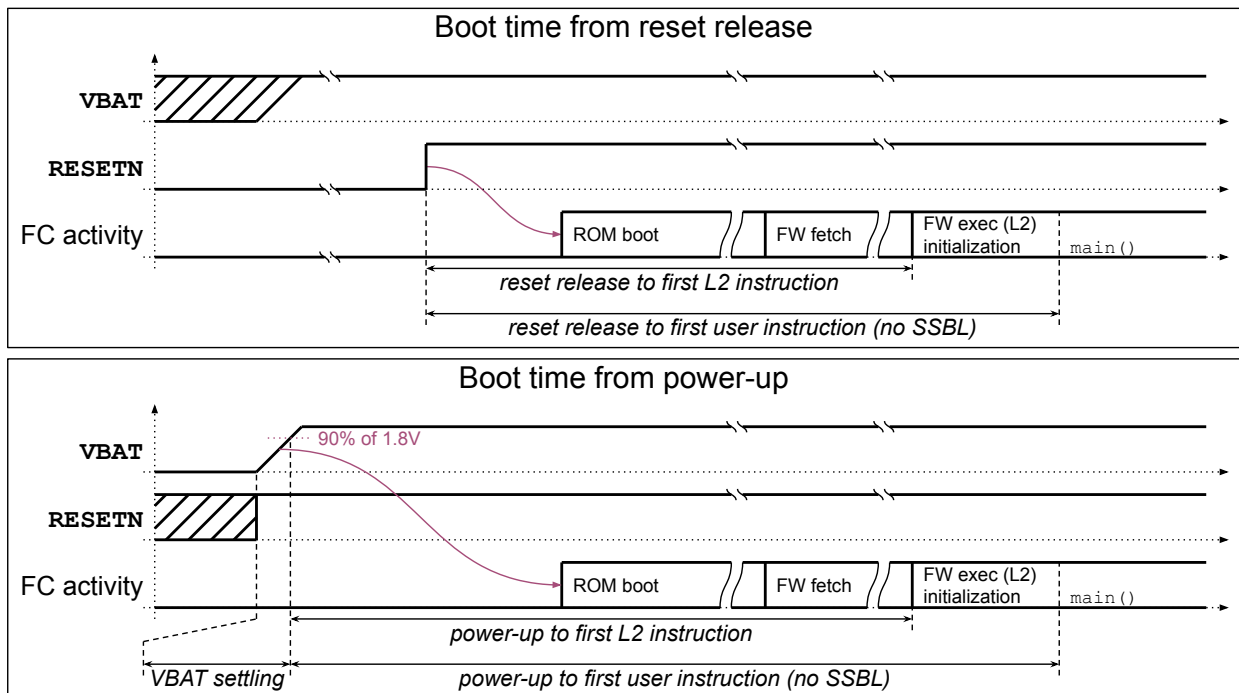 Boot time from reset release
VBAT
RESETN
FC activity
ROM boot
FW fetch
FW exec (L2)
initialization
main()
reset release to first L2 instruction
reset release to first user instruction (no SSBL)
Boot time from power-up
90% of 1.8V
VBAT
RESETN
FC activity
ROM boot
FW fetch
FW exec (L2)
initialization
main()
power-up to first L2 instruction
VBAT settling
power-up to first user instruction (no SSBL)